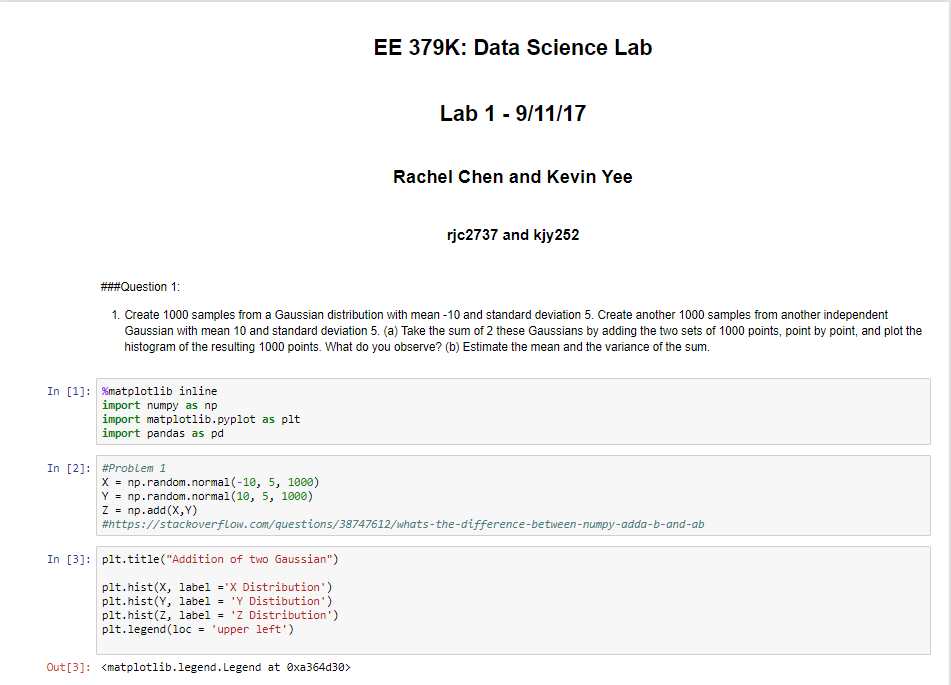 EE 379K: Data Science Lab
Lab 1 - 9/11/17
Rachel Chen and Kevin Yee
rjc2737 and kjy252
###Question 1:
1. Create 1000 samples from a Gaussian distribution with mean -10 and standard deviation 5. Create another 1000 samples from another independent
Gaussian with mean 10 and standard deviation 5. (a) Take the sum of 2 these Gaussians by adding the two sets of 1000 points, point by point, and plot the
histogram of the resulting 1000 points. What do you observe? (b) Estimate the mean and the variance of the sum.
In [1]: %matplotlib inline
import numpy as np
import matplotlib.pyplot as plt
import pandas as pd
In [2]: #Problem 1
X = np.random.normal(-10, 5, 1000)
Y = np.random.normal(10, 5, 1000)
Z = np.add(X,Y)
#https://stackoverflow.com/questions/38747612/whats-the-difference-between-numpy-adda-b-and-ab
In [3]: plt.title("Addition of two Gaussian")
plt.hist(X, label ='X Distribution')
plt.hist(Y, label = 'Y Distibution')
plt.hist(Z, label = 'Z Distribution')
plt.legend(loc = 'upper left')
Out[3]: <matplotlib.legend.Legend at 0xa364d30>